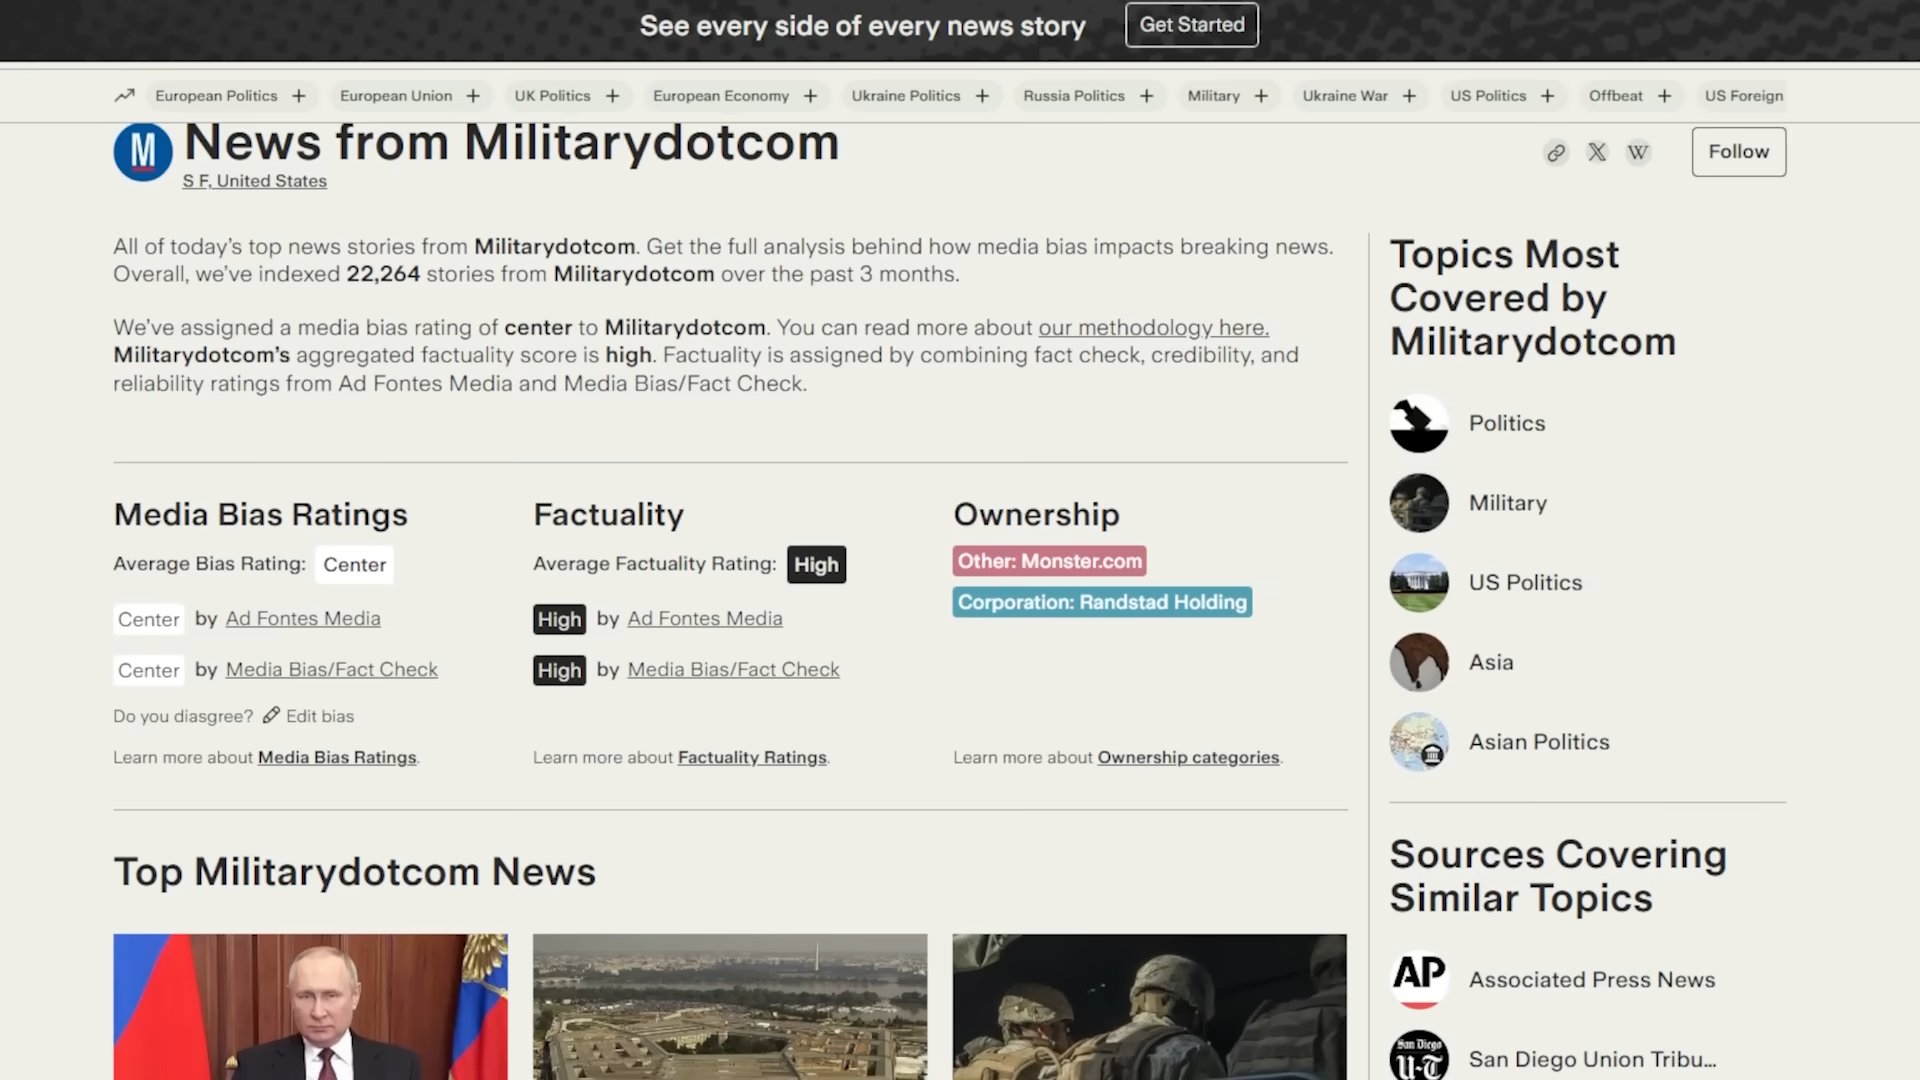 See every side of every news story
Get Started
European Politics +
European Union +
UK Politics +
European Economy +
Ukraine Politics +
Russia Politics +
Military +
Ukraine War +
US Politics +
Offbeat +
US Foreign
M
News from Militarydotcom
S F, United States
X
W
Follow
All of today's top news stories from Militarydotcom. Get the full analysis behind how media bias impacts breaking news.
Overall, we've indexed 22,264 stories from Militarydotcom over the past 3 months.
We've assigned a media bias rating of center to Militarydotcom. You can read more about our methodology here.
Militarydotcom's aggregated factuality score is high. Factuality is assigned by combining fact check, credibility, and
reliability ratings from Ad Fontes Media and Media Bias/Fact Check.
Media Bias Ratings
Average Bias Rating: Center
Center by Ad Fontes Media
Center by Media Bias/Fact Check
Do you diasgree? Edit bias
Learn more about Media Bias Ratings.
Factuality
Average Factuality Rating: High
High by Ad Fontes Media
High by Media Bias/Fact Check
Learn more about Factuality Ratings.
Ownership
Other: Monster.com
Corporation: Randstad Holding
Learn more about Ownership categories.
Top Militarydotcom News
Topics Most
Covered by
Militarydotcom
Politics
Military
US Politics
Asia
Asian Politics
Sources Covering
Similar Topics
AP
Associated Press News
San Diego
U-T
San Diego Union Tribu...